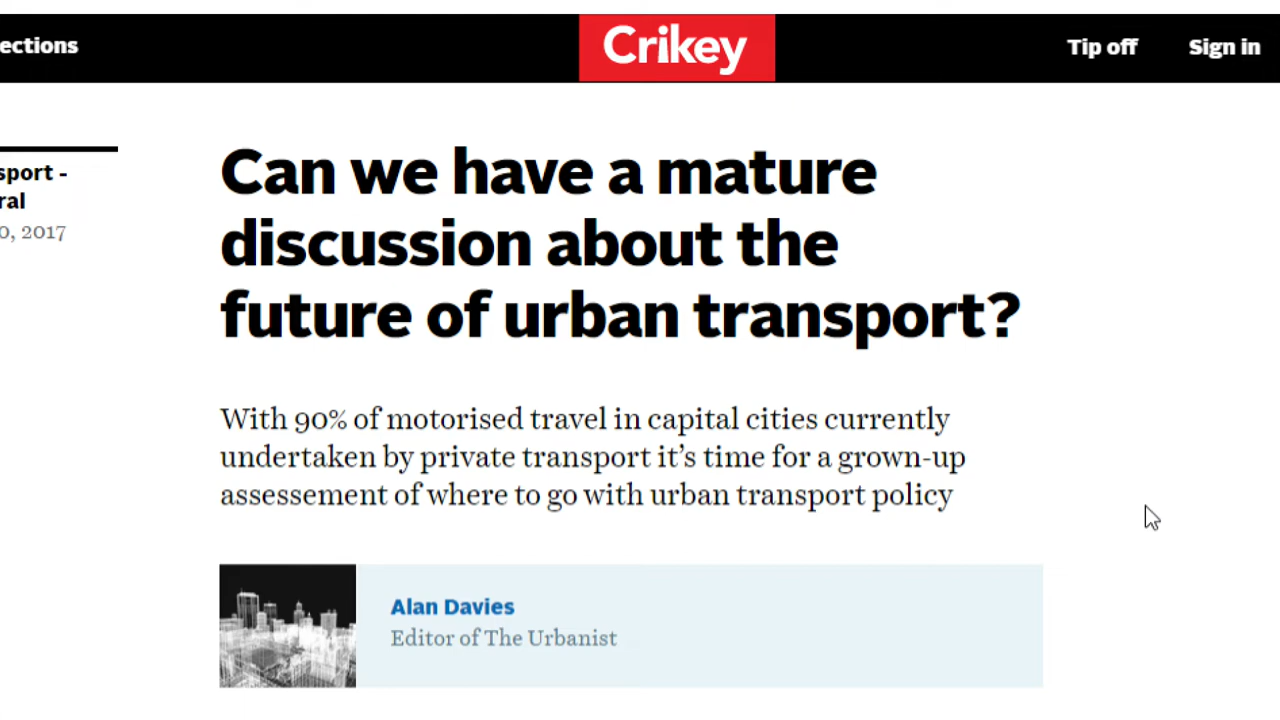 ections
Crikey
Tip off
Sign in
sport -
ral
0, 2017
Can we have a mature
discussion about the
future of urban transport?
With 90% of motorised travel in capital cities currently
undertaken by private transport it’s time for a grown-up
assessement of where to go with urban transport policy
Alan Davies
Editor of The Urbanist